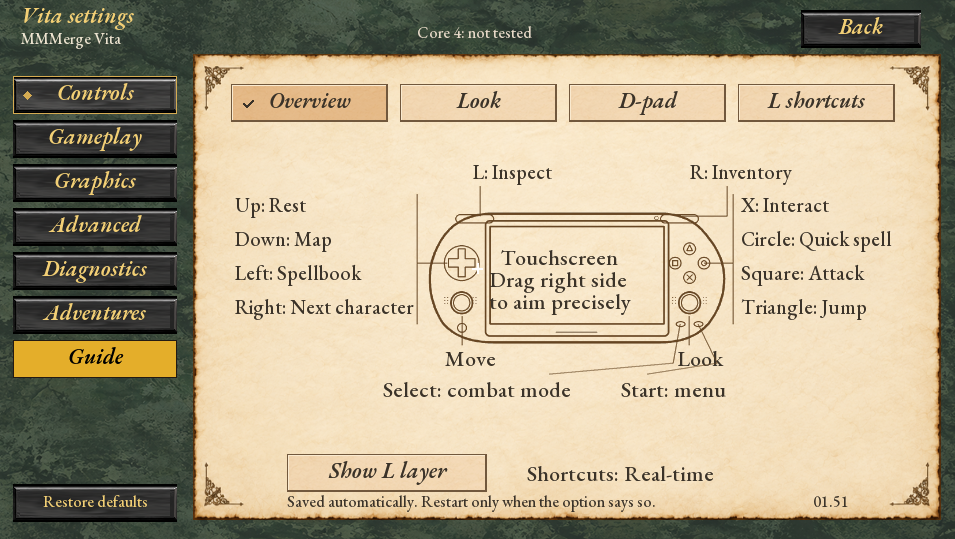 Vita settings
MMMerge Vita
Core 4: not tested
Back
Controls
Gameplay
Graphics
Advanced
Diagnostics
Adventures
Guide
Restore defaults
Overview
Look
D-pad
L shortcuts
L: Inspect
R: Inventory
Up: Rest
Down: Map
Left: Spellbook
Right: Next character
Touchscreen
Drag right side
to aim precisely
X: Interact
Circle: Quick spell
Square: Attack
Triangle: Jump
Move
Look
Select: combat mode
Start: menu
Show L layer
Shortcuts: Real-time
Saved automatically. Restart only when the option says so.
01.51